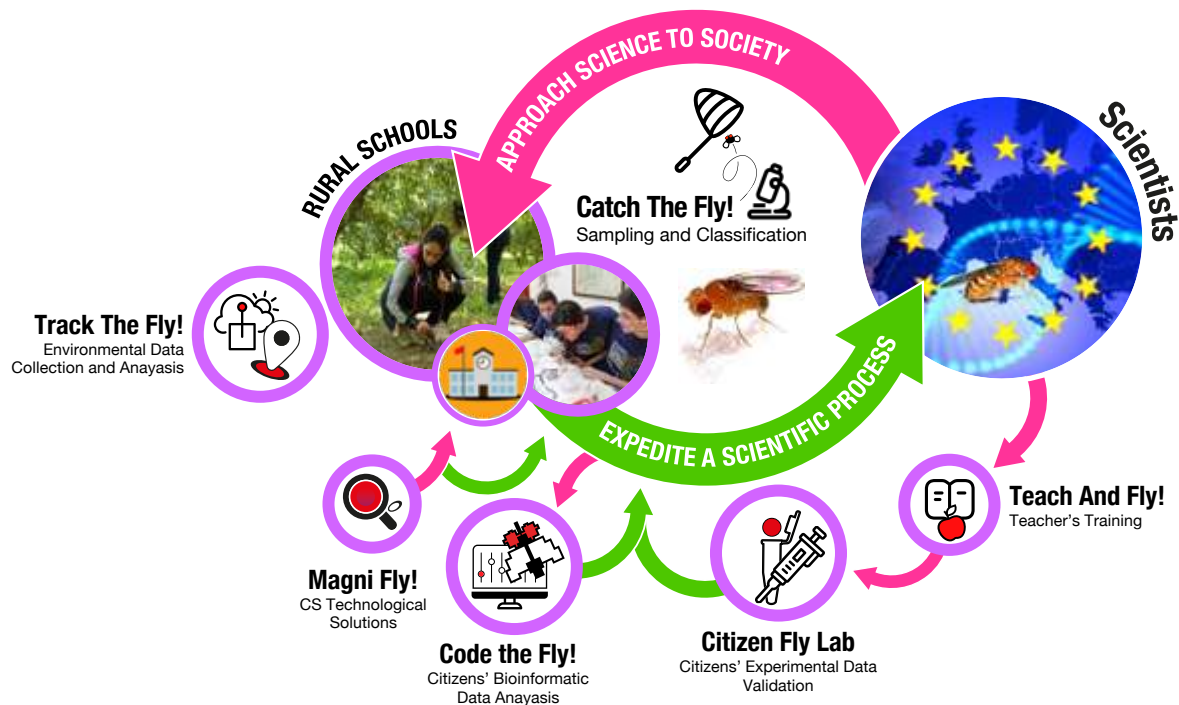 APPROACH SCIENCE TO SOCIETY
RURAL SCHOOLS
Scientists
Catch The Fly!
Sampling and Classification
Track The Fly!
Environmental Data
Collection and Anayasis
EXPEDITE A SCIENTIFIC PROCESS
Teach And Fly!
Teacher's Training
Magni Fly!
CS Technological
Solutions
Code the Fly!
Citizens' Bioinformatic
Data Anayasis
Citizen Fly Lab
Citizens' Experimental Data
Validation